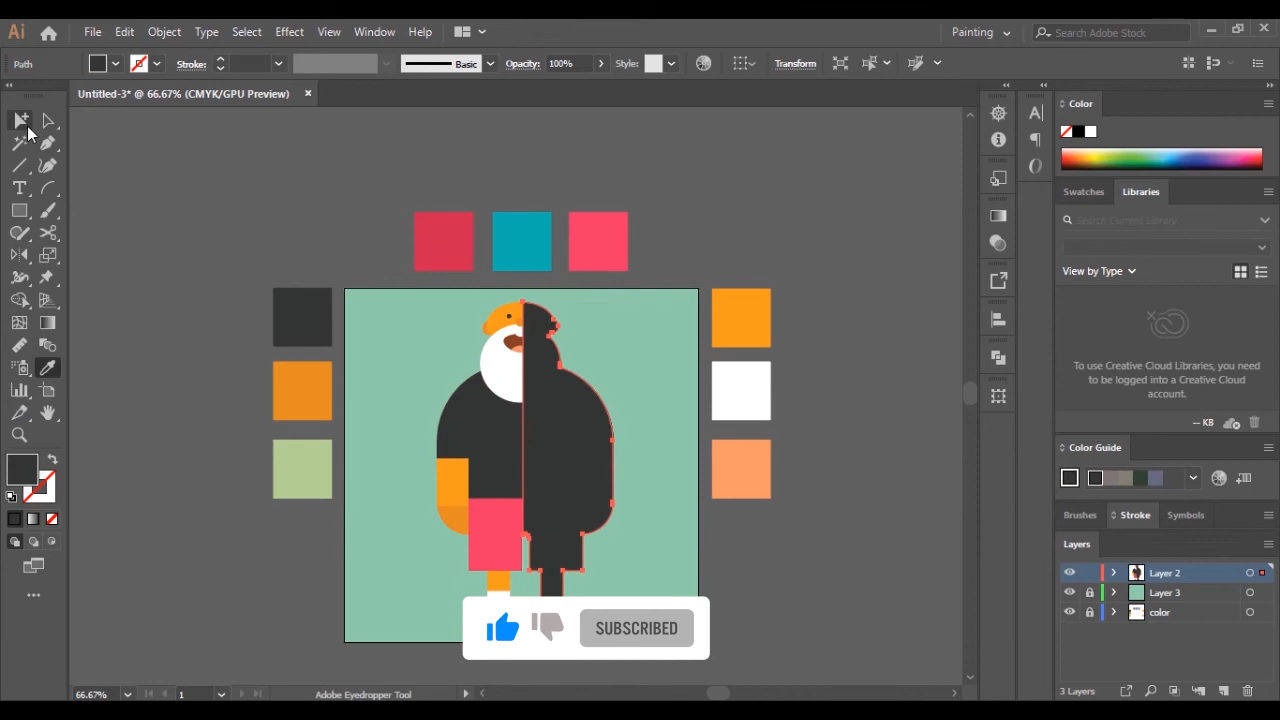 Ai File Edit Object Type Select Effect View Window Help Painting Search Adobe Stock
Path Stroke: Basic Opacity: 100% Style: Transform
Untitled-3* @ 66.67% (CMYK/GPU Preview)
Color
Swatches Libraries
Search Current Library
View by Type
To use Creative Cloud Libraries, you
need to be logged into a Creative
Cloud
account.
-- KB
Color Guide
Brushes Stroke Symbols
Layers
Layer 2
Layer 3
color
SUBSCRIBED
66.67% 1 Adobe Eyedropper Tool 3 Layers